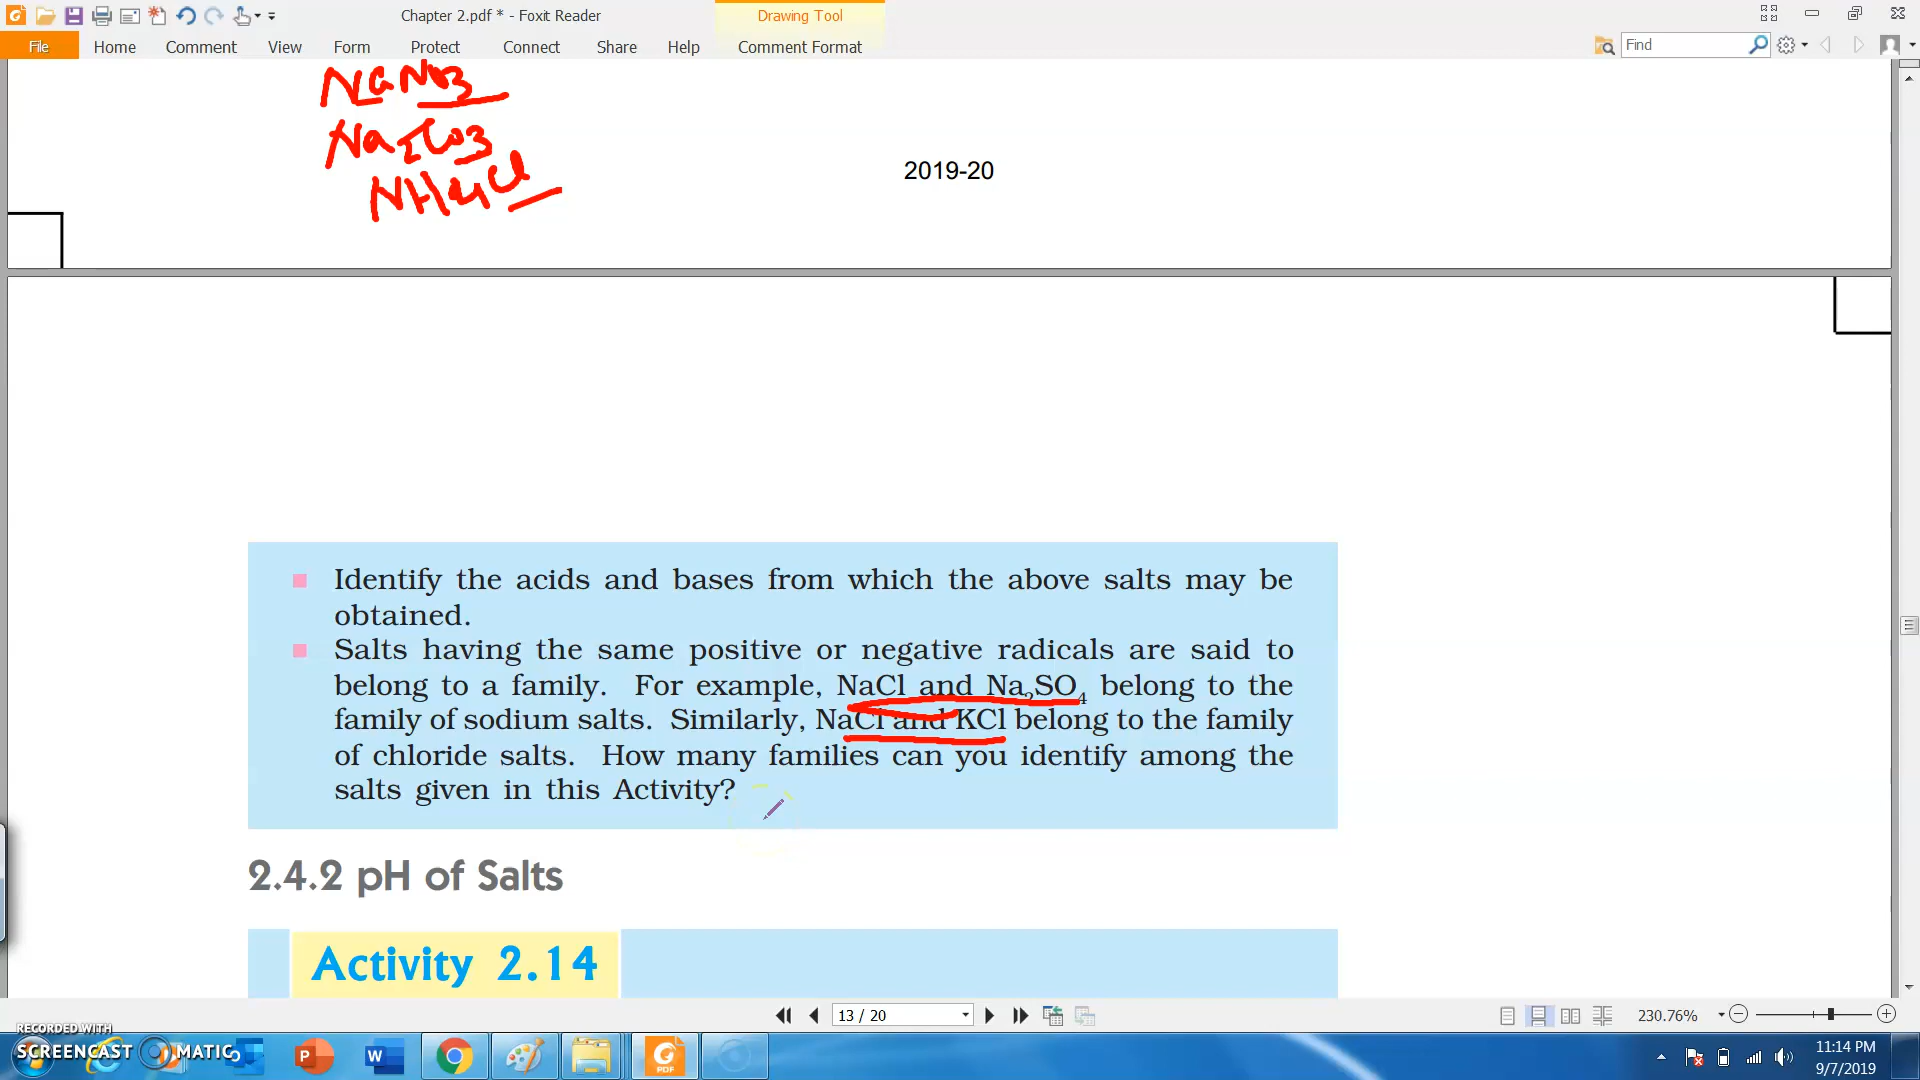 Chapter 2.pdf * - Foxit Reader
Drawing Tool
File Home Comment View Form Protect Connect Share Help Comment Format
Find
NaNO3
Na2CO3
NH4Cl
2019-20
Identify the acids and bases from which the above salts may be
obtained.
Salts having the same positive or negative radicals are said to
belong to a family. For example, NaCl and Na2SO4 belong to the
family of sodium salts. Similarly, NaCl and KCl belong to the family
of chloride salts. How many families can you identify among the
salts given in this Activity?
2.4.2 pH of Salts
Activity 2.14
13 / 20
230.76%
RECORDED WITH
SCREENCAST MATIC
11:14 PM
9/7/2019